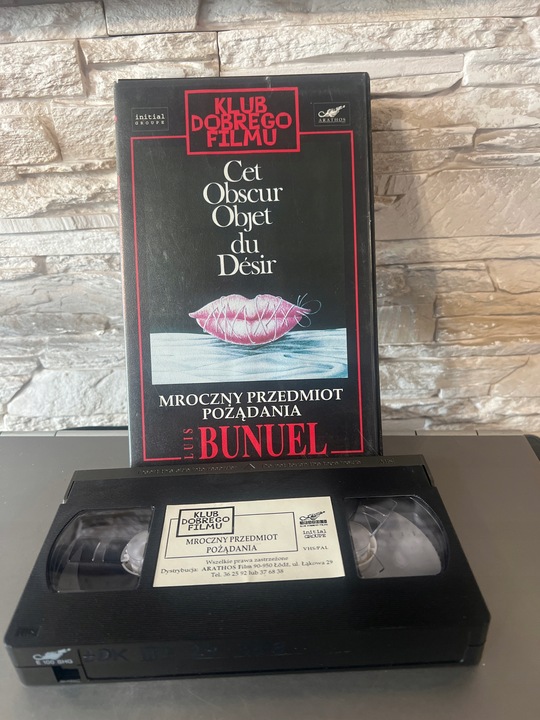 initial
GROUPE
KLUB
DOBREGO
FILMU
ARATHOS
Cet
Obscur
Objet
du
Désir
MROCZNY PRZEDMIOT
POŻĄDANIA
LUIS
BUNUEL
KLUB
DOBREGO
FILMU
initial
GROUPE
MROCZNY PRZEDMIOT
POŻĄDANIA
VHS/PAL
Wszelkie prawa zastrzeżone
Dystrybucja: ARATHOS Film 90-950 Łódź, ul. Łąkowa 29
Tel. 36 25 92 lub 37 68 38